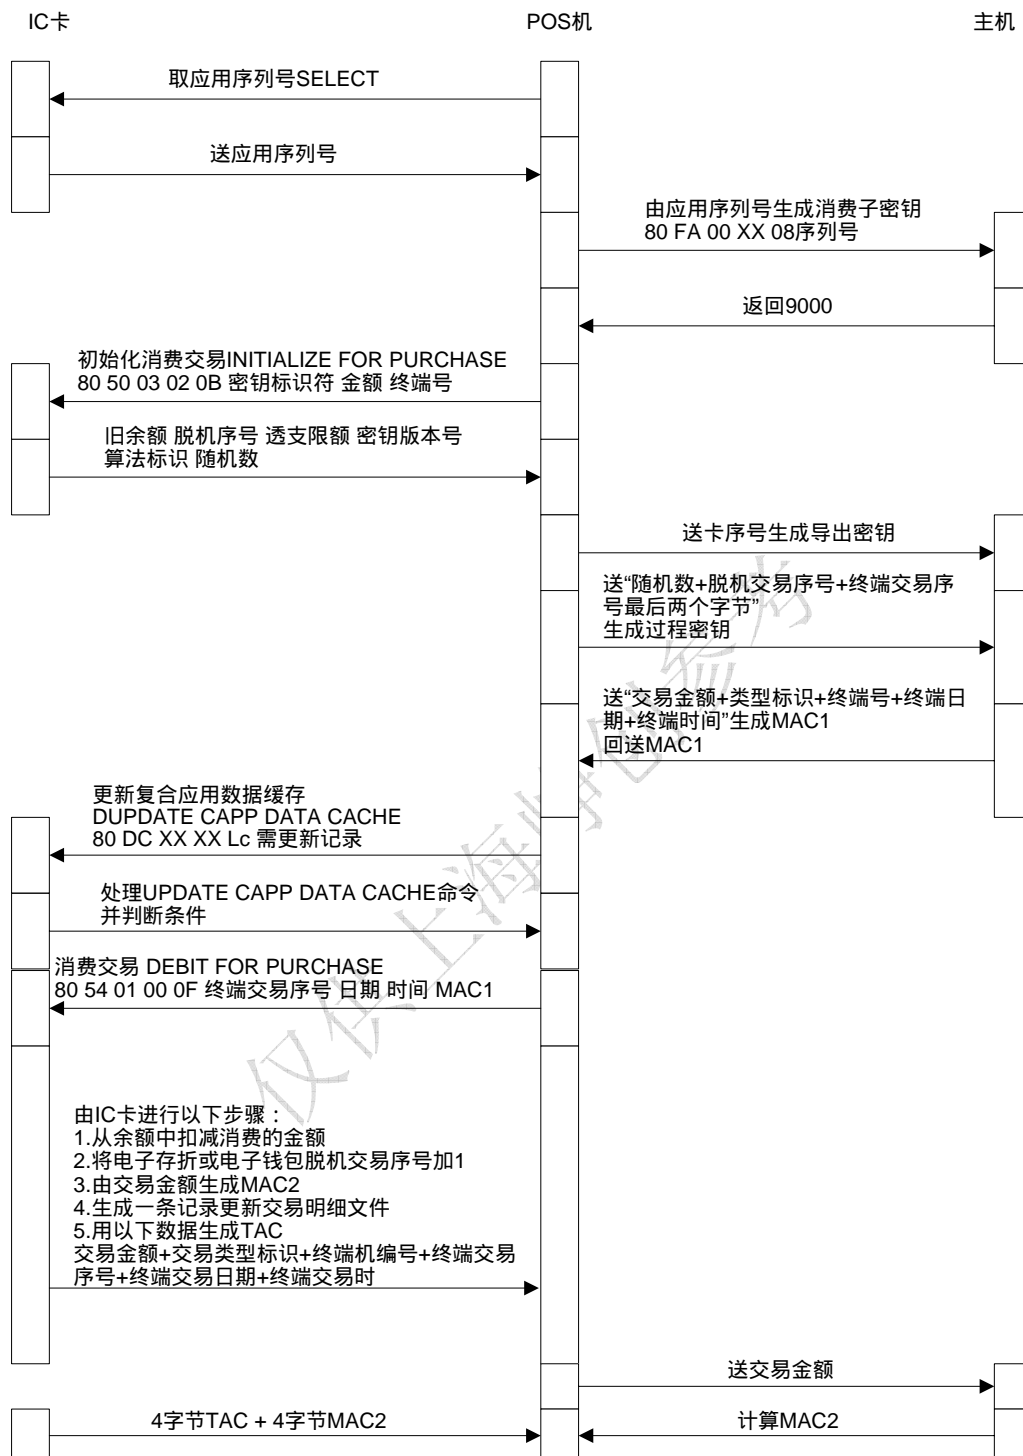 IC卡
POS机
主机
取应用序列号SELECT
送应用序列号
由应用序列号生成消费子密钥
80 FA 00 XX 08序列号
返回9000
初始化消费交易INITIALIZE FOR PURCHASE
80 50 03 02 0B 密钥标识符 金额 终端号
旧余额 脱机序号 透支限额 密钥版本号
算法标识 随机数
送卡序号生成导出密钥
送“随机数+脱机交易序号+终端交易序
号最后两个字节”
生成过程密钥
送“交易金额+类型标识+终端号+终端日
期+终端时间”生成MAC1
回送MAC1
更新复合应用数据缓存
DUPDATE CAPP DATA CACHE
80 DC XX XX Lc 需更新记录
处理UPDATE CAPP DATA CACHE命令
并判断条件
消费交易 DEBIT FOR PURCHASE
80 54 01 00 0F 终端交易序号 日期 时间 MAC1
由IC卡进行以下步骤：
1.从余额中扣减消费的金额
2.将电子存折或电子钱包脱机交易序号加1
3.由交易金额生成MAC2
4.生成一条记录更新交易明细文件
5.用以下数据生成TAC
交易金额+交易类型标识+终端机编号+终端交易
序号+终端交易日期+终端交易时
送交易金额
4字节TAC + 4字节MAC2
计算MAC2